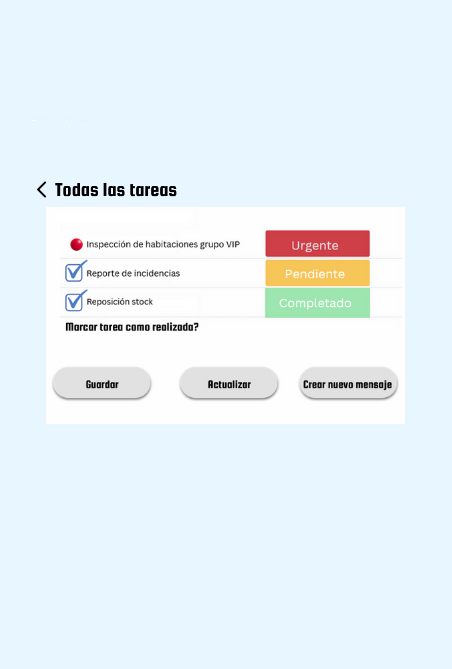 Todas las tareas
Inspección de habitaciones grupo VIP Urgente
Reporte de incidencias Pendiente
Reposición stock Completado
Marcar tarea como realizada?
Guardar Actualizar Crear nuevo mensaje